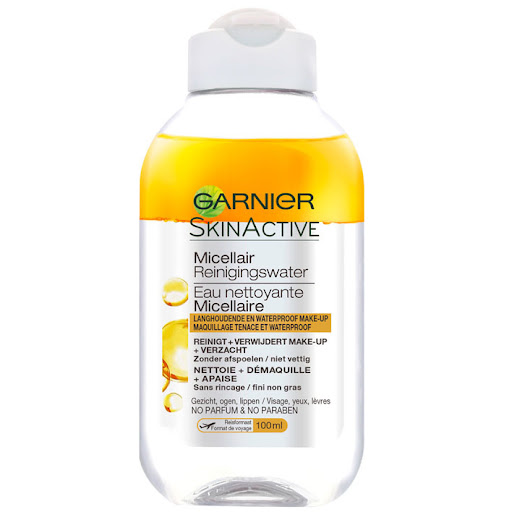 GARNIER
SKINACTIVE
Micellair
Reinigingswater
Eau nettoyante
Micellaire
LANGHOUDENDE EN WATERPROOF MAKE-UP
MAQUILLAGE TENACE ET WATERPROOF
REINIGT + VERWIJDERT MAKE-UP
+ VERZACHT
Zonder afspoelen / niet vettig
NETTOIE + DÉMAQUILLE
+ APAISE
Sans rincage / fini non gras
Gezicht, ogen, lippen / Visage, yeux, lèvres
NO PARFUM & NO PARABEN
Reisformaat
Format de voyage
100ml